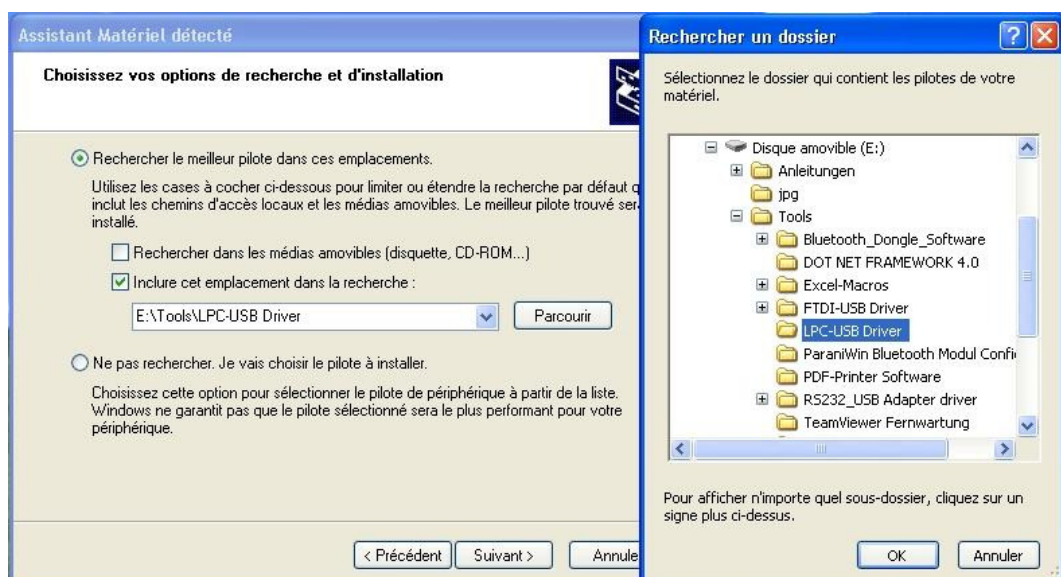 Assistant Matériel détecté
Choisissez vos options de recherche et d'installation
Rechercher le meilleur pilote dans ces emplacements.
Utilisez les cases à cocher ci-dessous pour limiter ou étendre la recherche par défaut q
inclut les chemins d'accès locaux et les médias amovibles. Le meilleur pilote trouvé ser
installé.
Rechercher dans les médias amovibles (disquette, CD-ROM...)
Inclure cet emplacement dans la recherche :
E:\Tools\LPC-USB Driver
Parcourir
Ne pas rechercher. Je vais choisir le pilote à installer.
Choisissez cette option pour sélectionner le pilote de périphérique à partir de la liste.
Windows ne garantit pas que le pilote sélectionné sera le plus performant pour votre
périphérique.
< Précédent
Suivant >
Annule
Rechercher un dossier
Sélectionnez le dossier qui contient les pilotes de votre
matériel.
Disque amovible (E:)
Anleitungen
jpg
Tools
Bluetooth_Dongle_Software
DOT NET FRAMEWORK 4.0
Excel-Macros
FTDI-USB Driver
LPC-USB Driver
ParaniWin Bluetooth Modul Confi
PDF-Printer Software
RS232_USB Adapter driver
TeamViewer Fernwartung
Pour afficher n'importe quel sous-dossier, cliquez sur un
signe plus ci-dessus.
OK
Annuler